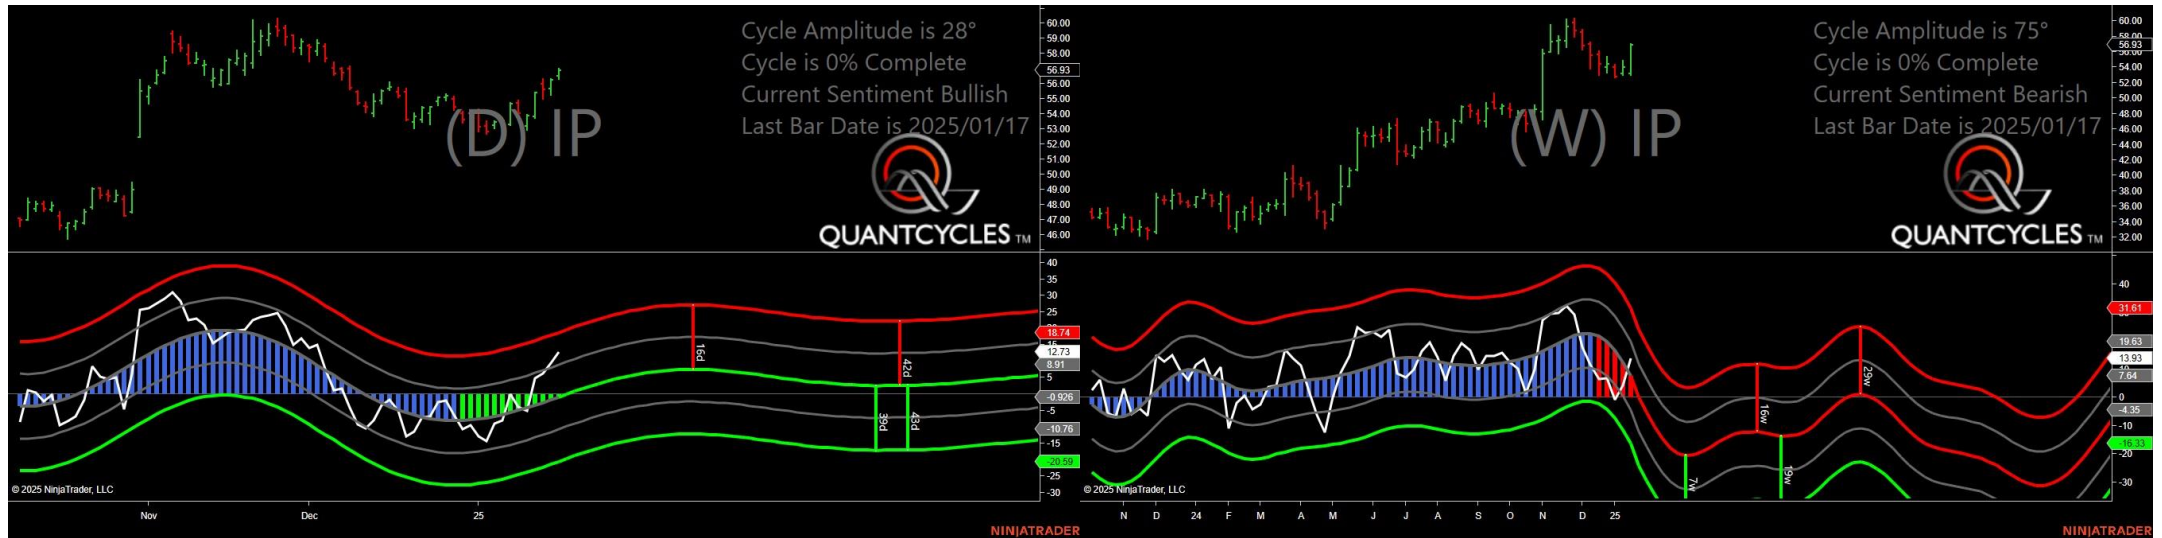 Cycle Amplitude is 28°
Cycle is 0% Complete
Current Sentiment Bullish
Last Bar Date is 2025/01/17
(D) IP
QUANTCYCLES TM
60.00
59.00
58.00
56.93
56.00
55.00
54.00
53.00
52.00
51.00
50.00
49.00
48.00
47.00
46.00
40
35
30
25
18.74
15
12.73
8.91
5
-0.926
-5
-10.76
-15
-20.59
-25
-30
16d
42d
39d
43d
© 2025 NinjaTrader, LLC
Nov
Dec
25
NINJATRADER
Cycle Amplitude is 75°
Cycle is 0% Complete
Current Sentiment Bearish
Last Bar Date is 2025/01/17
(W) IP
QUANTCYCLES TM
60.00
58.00
56.93
56.00
54.00
52.00
50.00
48.00
46.00
44.00
42.00
40.00
38.00
36.00
34.00
32.00
40
31.61
19.63
13.93
7.64
0
-4.35
-10
-16.33
-20
-30
7w
16w
19w
29w
© 2025 NinjaTrader, LLC
N D 24 F M A M J J A S O N D 25
NINJATRADER